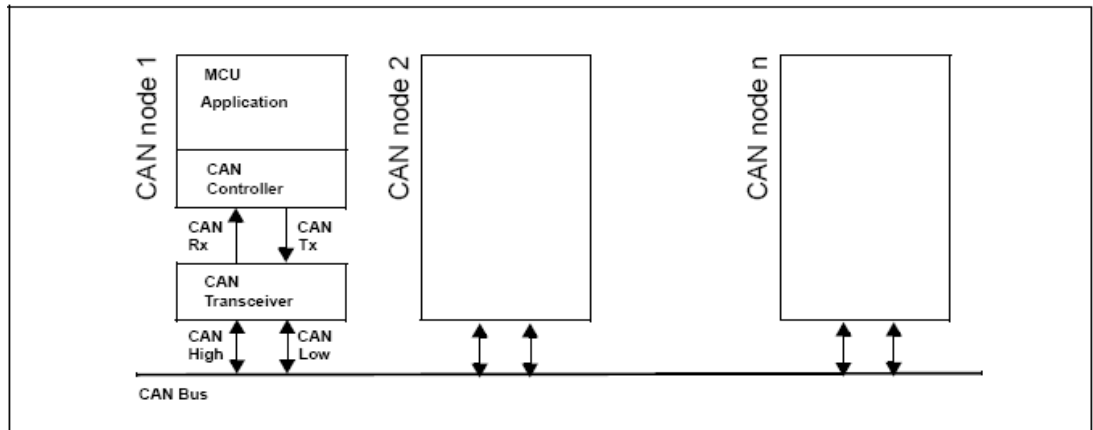 CAN node 1
MCU
Application
CAN
Controller
CAN
Rx
CAN
Tx
CAN
Transceiver
CAN
High
CAN
Low
CAN node 2
CAN node n
CAN Bus